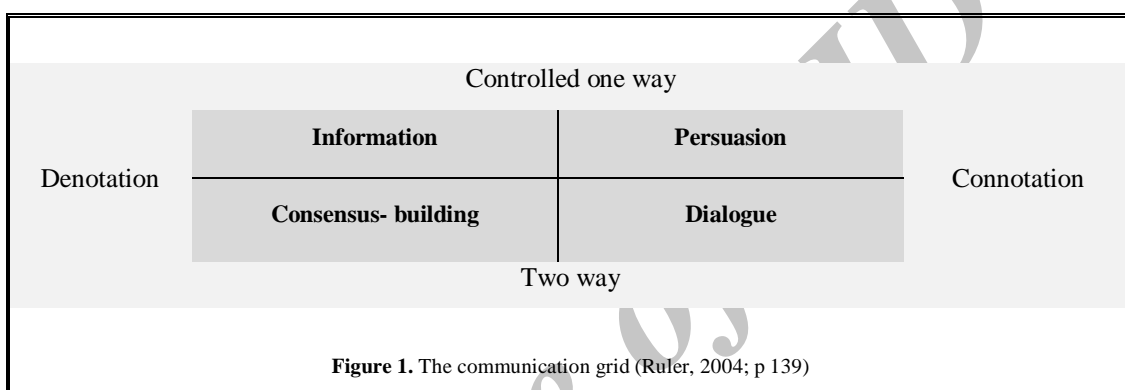 Controlled one way
Information Persuasion
Denotation Connotation
Consensus- building Dialogue
Two way
Figure 1. The communication grid (Ruler, 2004; p 139)